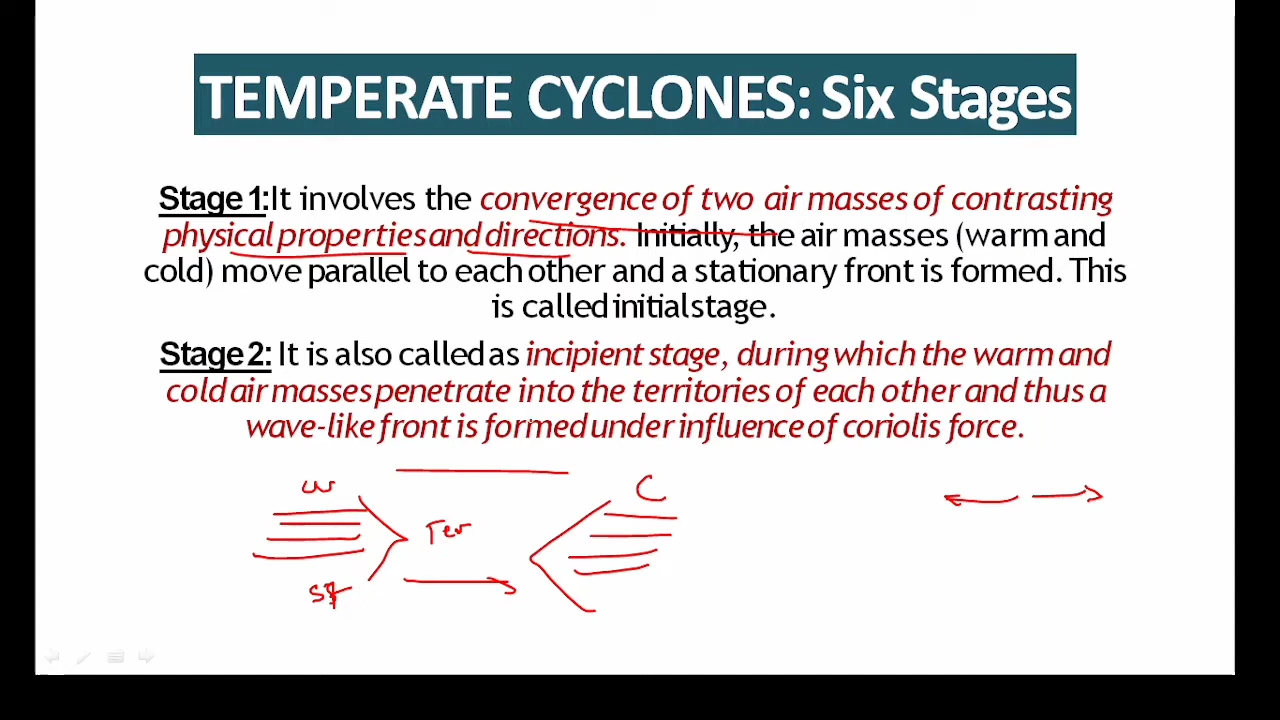 TEMPERATE CYCLONES: Six Stages
Stage 1:It involves the convergence of two air masses of contrasting
physical properties and directions. Initially, the air masses (warm and
cold) move parallel to each other and a stationary front is formed. This
is called initial stage.
Stage 2: It is also called as incipient stage, during which the warm and
cold air masses penetrate into the territories of each other and thus a
wave-like front is formed under influence of coriolis force.
w
C
Ter